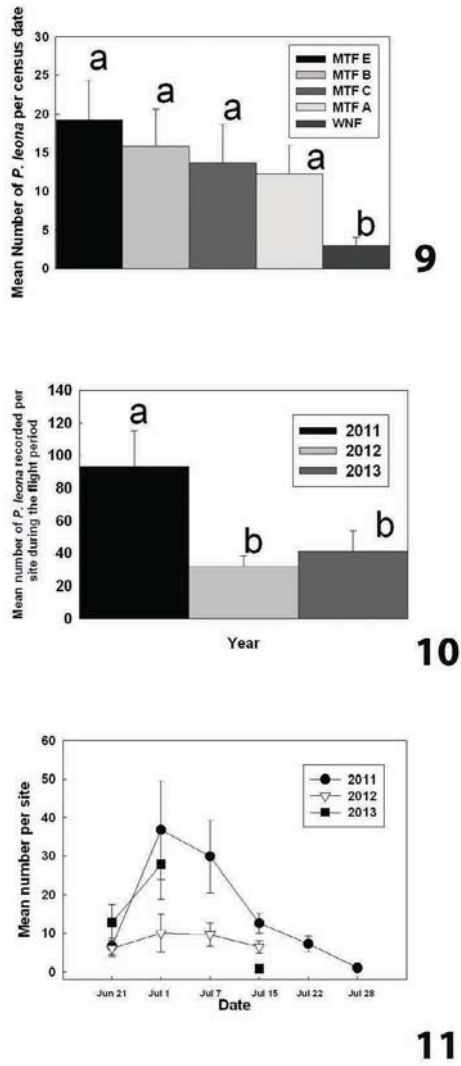 Mean Number of P. leona per census date
30
25
20
15
10
5
0
a
a
a
a
b
MTF E
MTF B
MTF C
MTF A
WNF
9
Mean number of P. leona recorded per
site during the flight period
140
120
100
80
60
40
20
0
a
b
b
2011
2012
2013
Year
10
Mean number per site
60
50
40
30
20
10
0
2011
2012
2013
Jun 21
Jul 1
Jul 7
Jul 15
Jul 22
Jul 28
Date
11